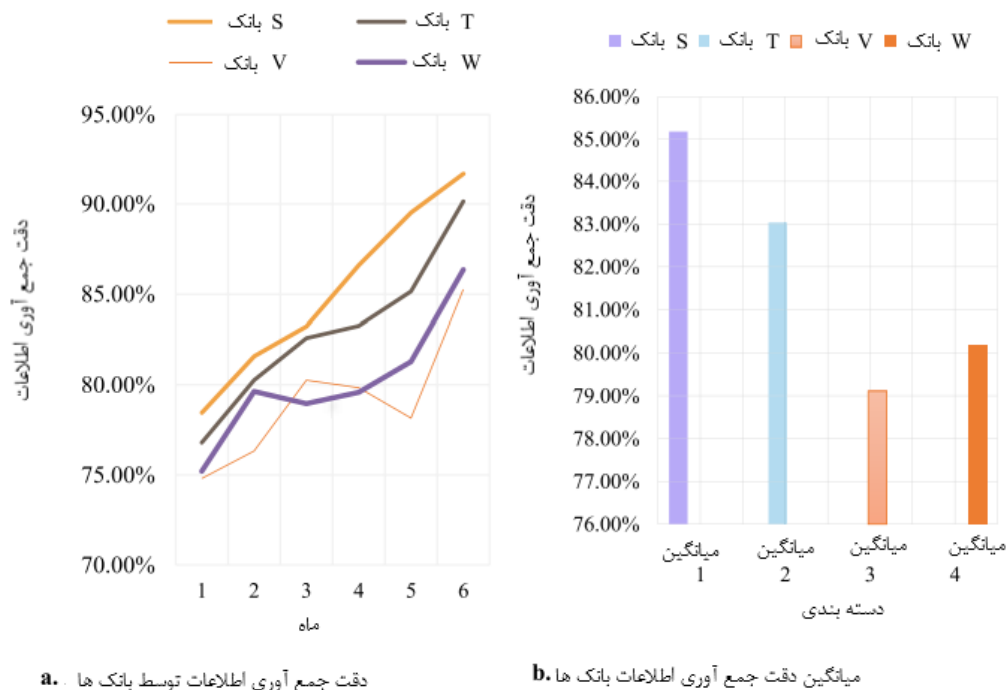 بانک S
بانک T
بانک V
بانک W
95.00%
90.00%
85.00%
80.00%
75.00%
70.00%
دقت جمع آوری اطلاعات
1 2 3 4 5 6
ماه
a. دقت جمع آوری اطلاعات توسط بانک ها .
بانک S بانک T بانک V بانک W
86.00%
85.00%
84.00%
83.00%
82.00%
81.00%
80.00%
79.00%
78.00%
77.00%
76.00%
دقت جمع آوری اطلاعات
میانگین 1
میانگین 2
میانگین 3
میانگین 4
دسته بندی
b. میانگین دقت جمع آوری اطلاعات بانک ها